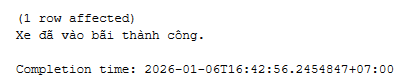 (1 row affected)
Xe đã vào bãi thành công.
Completion time: 2026-01-06T16:42:56.2454847+07:00